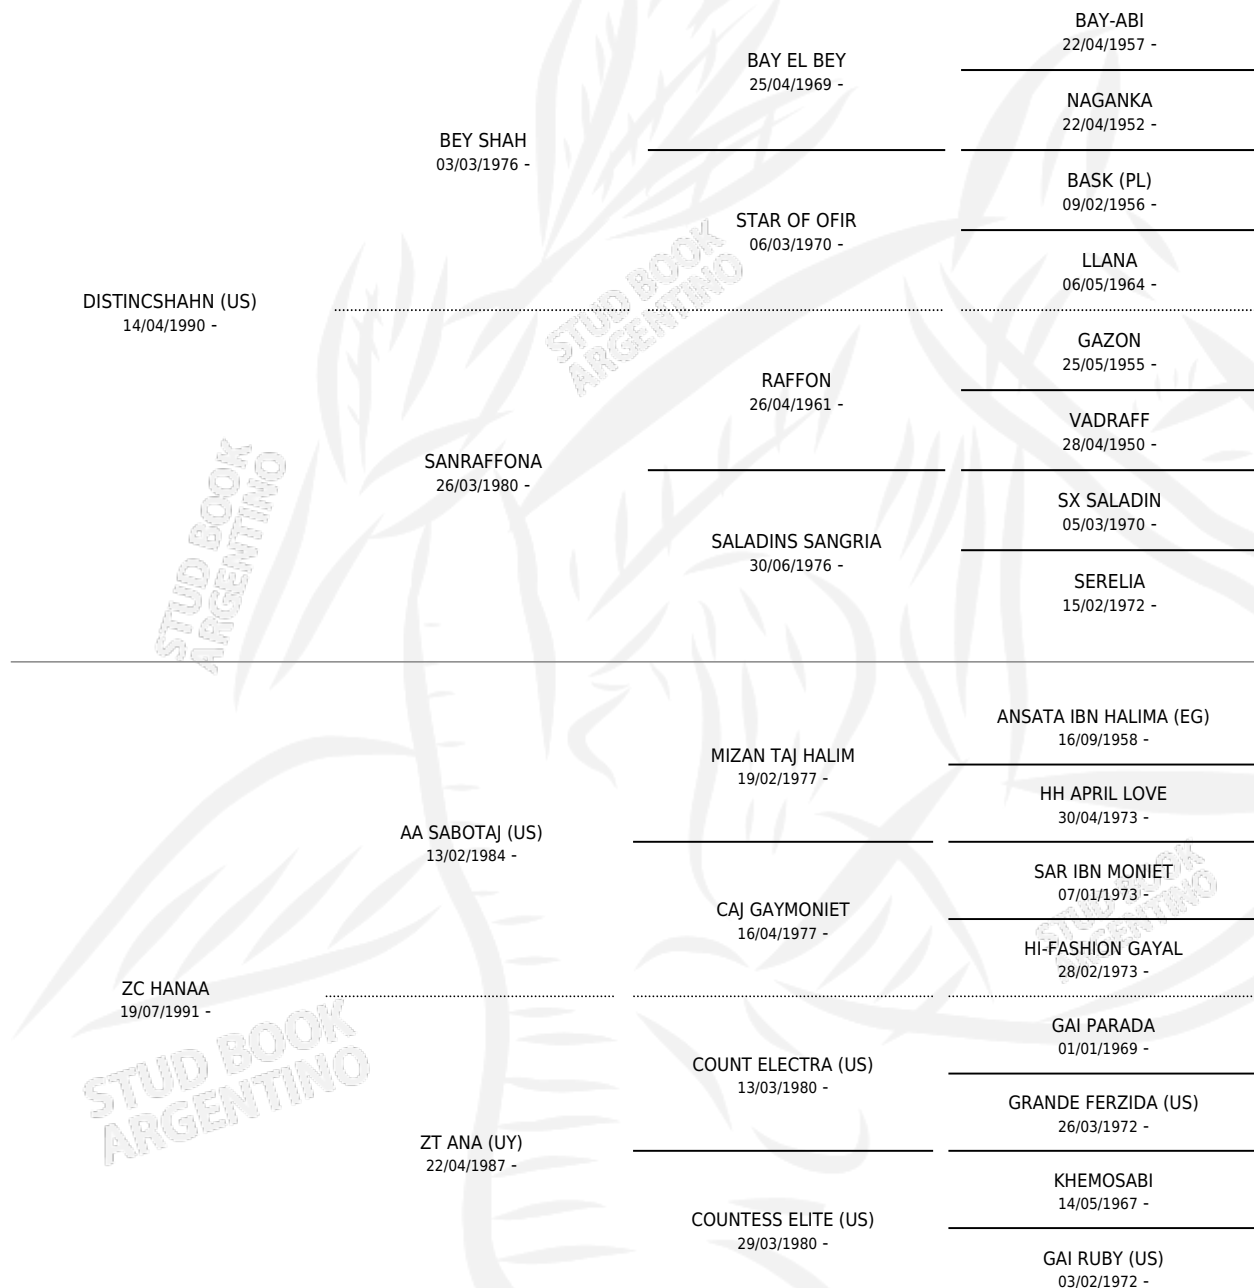 BAY-ABI
22/04/1957 -
BAY EL BEY
25/04/1969 -
NAGANKA
22/04/1952 -
BEY SHAH
03/03/1976 -
BASK (PL)
09/02/1956 -
STAR OF OFIR
06/03/1970 -
LLANA
06/05/1964 -
DISTINCSHAHN (US)
14/04/1990 -
GAZON
25/05/1955 -
RAFFON
26/04/1961 -
VADRAFF
28/04/1950 -
SANRAFFONA
26/03/1980 -
SX SALADIN
05/03/1970 -
SALADINS SANGRIA
30/06/1976 -
SERELIA
15/02/1972 -
ANSATA IBN HALIMA (EG)
16/09/1958 -
MIZAN TAJ HALIM
19/02/1977 -
HH APRIL LOVE
30/04/1973 -
AA SABOTAJ (US)
13/02/1984 -
SAR IBN MONIET
07/01/1973 -
CAJ GAYMONIET
16/04/1977 -
HI-FASHION GAYAL
28/02/1973 -
ZC HANAA
19/07/1991 -
GAI PARADA
01/01/1969 -
COUNT ELECTRA (US)
13/03/1980 -
GRANDE FERZIDA (US)
26/03/1972 -
ZT ANA (UY)
22/04/1987 -
KHEMOSABI
14/05/1967 -
COUNTESS ELITE (US)
29/03/1980 -
GAI RUBY (US)
03/02/1972 -
STUD BOOK
ARGENTINO
STUD BOOK
ARGENTINO
STUD BOOK
ARGENTINO
STUD BOOK
ARGENTINO